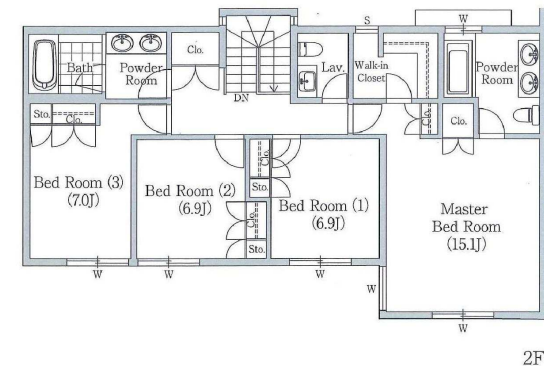 S
W
Clo.
Bath
Powder
Room
Lav.
Walk-in
Closet
Powder
Room
DN
Sto.
Clo.
Clo.
Clo.
Clo.
Bed Room (3)
(7.0J)
Bed Room (2)
(6.9J)
Sto.
Bed Room (1)
(6.9J)
Master
Bed Room
(15.1J)
Clo.
Sto.
W
W
W
W
W
2F